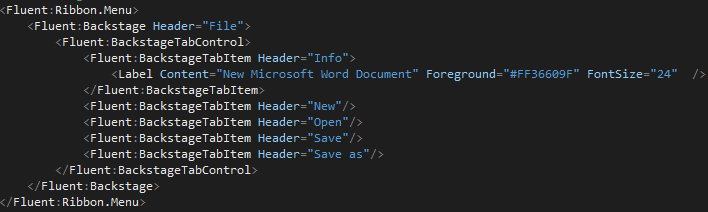 <Fluent:Ribbon.Menu>
<Fluent:Backstage Header="File">
<Fluent:BackstageTabControl>
<Fluent:BackstageTabItem Header="Info">
<Label Content="New Microsoft Word Document" Foreground="#FF36609F" FontSize="24"  />
</Fluent:BackstageTabItem>
<Fluent:BackstageTabItem Header="New"/>
<Fluent:BackstageTabItem Header="Open"/>
<Fluent:BackstageTabItem Header="Save"/>
<Fluent:BackstageTabItem Header="Save as"/>
</Fluent:BackstageTabControl>
</Fluent:Backstage>
</Fluent:Ribbon.Menu>